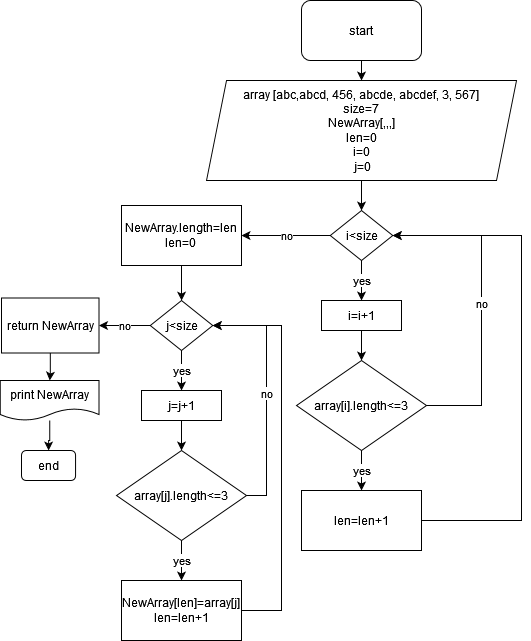 start
array [abc,abcd, 456, abcde, abcdef, 3, 567]
size=7
NewArray[,,,]
len=0
i=0
j=0
i<size
no
yes
i=i+1
no
array[i].length<=3
yes
len=len+1
NewArray.length=len
len=0
j<size
no
yes
j=j+1
no
array[j].length<=3
yes
NewArray[len]=array[j]
len=len+1
return NewArray
print NewArray
end